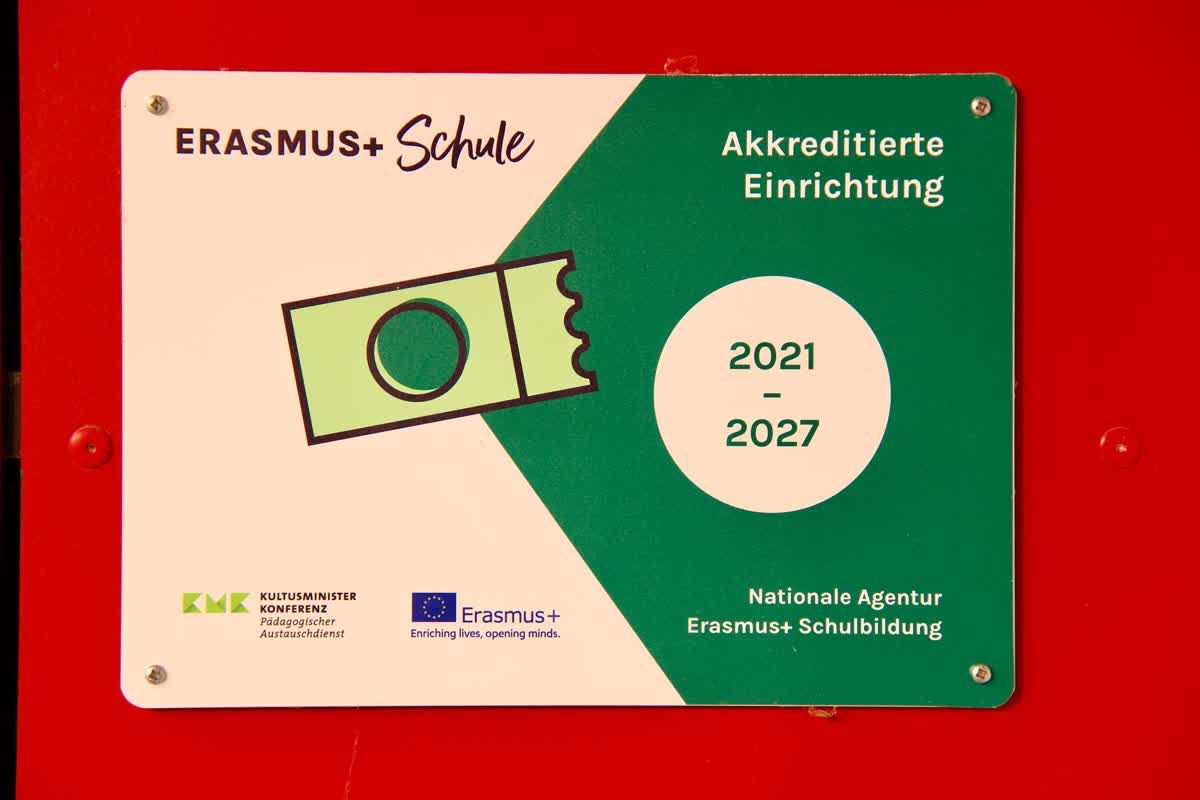 ERASMUS+ Schule
Akkreditierte
Einrichtung
2021
–
2027
KMK
KULTUSMINISTER
KONFERENZ
Pädagogischer
Austauschdienst
Erasmus+
Enriching lives, opening minds.
Nationale Agentur
Erasmus+ Schulbildung